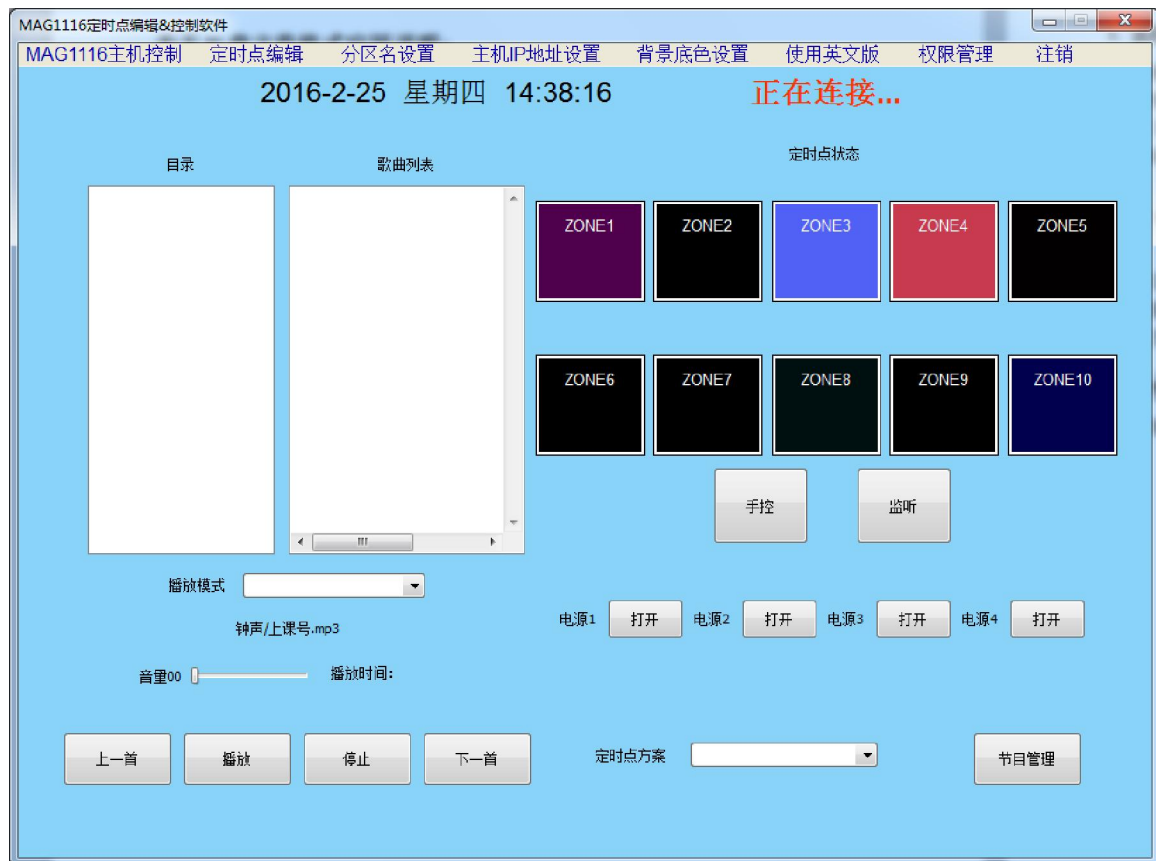 MAG1116定时点编辑&控制软件
MAG1116主机控制 定时点编辑 分区名设置 主机IP地址设置 背景底色设置 使用英文版 权限管理 注销
2016-2-25 星期四 14:38:16 正在连接...
目录 歌曲列表 定时点状态
ZONE1 ZONE2 ZONE3 ZONE4 ZONE5
ZONE6 ZONE7 ZONE8 ZONE9 ZONE10
手控 监听
播放模式
钟声/上课号.mp3
电源1 打开 电源2 打开 电源3 打开 电源4 打开
音量00 播放时间:
上一首 播放 停止 下一首 定时点方案 节目管理